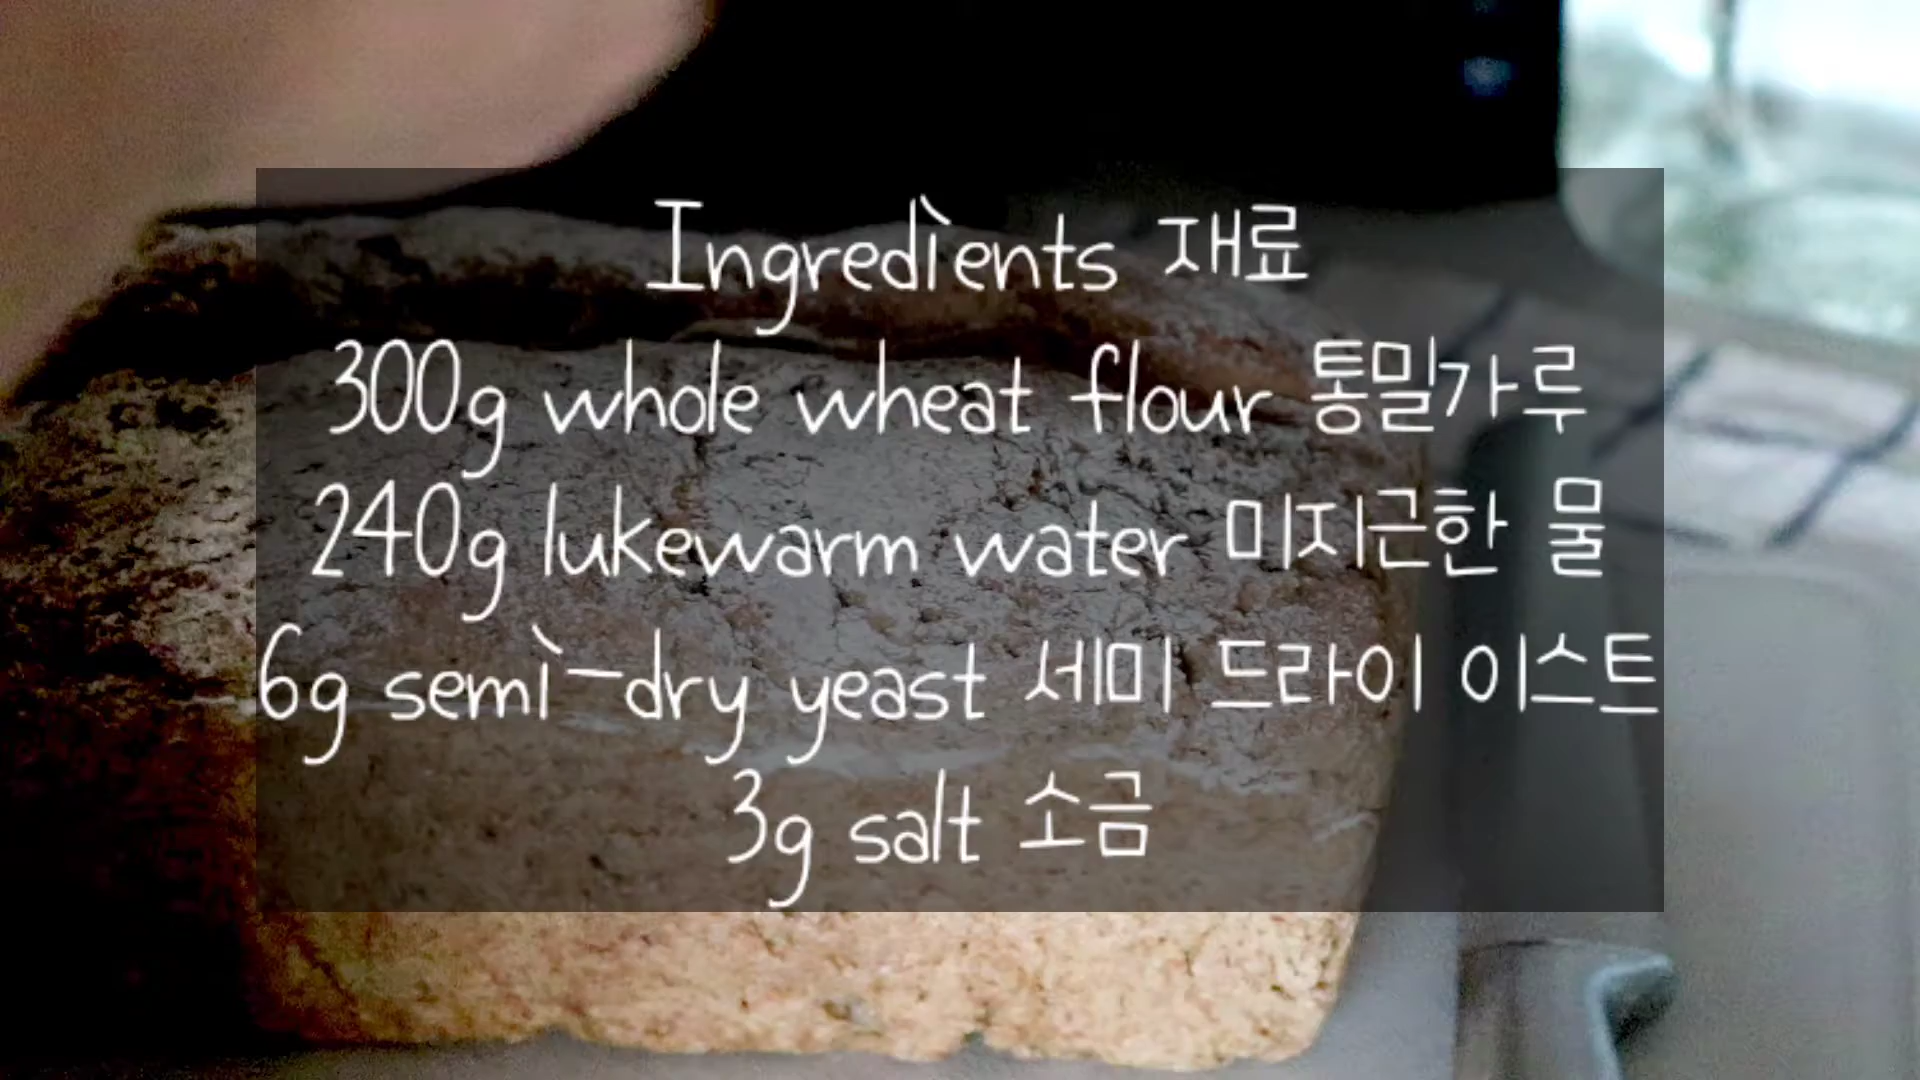 Ingredients 재료
300g whole wheat flour 통밀가루
240g lukewarm water 미지근한 물
6g semi-dry yeast 세미 드라이 이스트
3g salt 소금